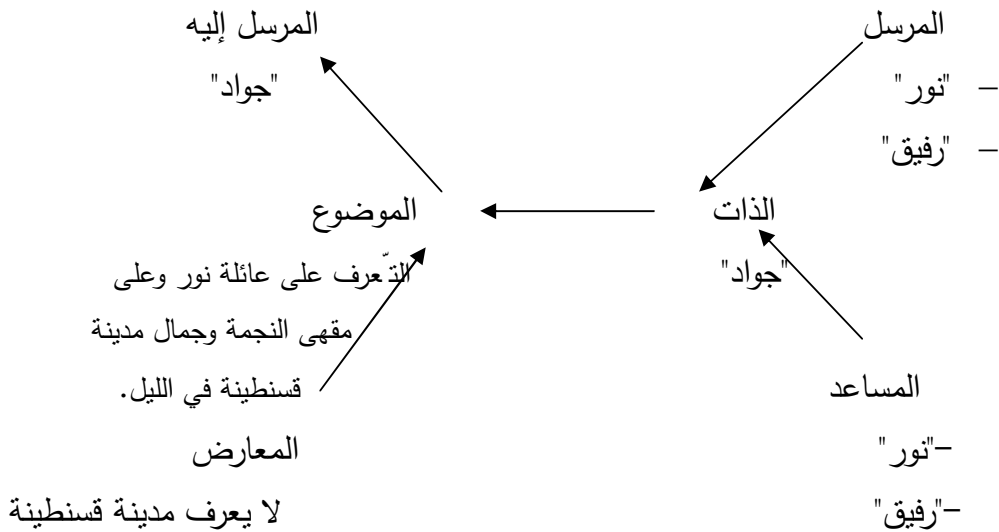 المرسل
المرسل إليه
– "نور"
"جواد"
– "رفيق"
الذات
الموضوع
"جواد"
التّعرف على عائلة نور وعلى
مقهى النجمة وجمال مدينة
قسنطينة في الليل.
المساعد
المعارض
–"نور"
لا يعرف مدينة قسنطينة
–"رفيق"